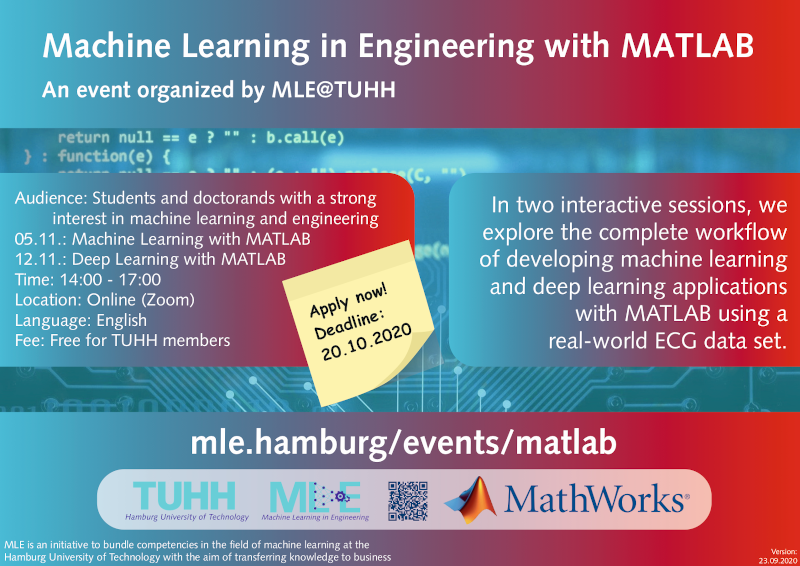 Machine Learning in Engineering with MATLAB
An event organized by MLE@TUHH
return null == e ? "" : b.call(e)
} : function(e) {
Audience: Students and doctorands with a strong
interest in machine learning and engineering
05.11.: Machine Learning with MATLAB
12.11.: Deep Learning with MATLAB
Time: 14:00 - 17:00
Location: Online (Zoom)
Language: English
Fee: Free for TUHH members
Apply now!
Deadline:
20.10.2020
In two interactive sessions, we
explore the complete workflow
of developing machine learning
and deep learning applications
with MATLAB using a
real-world ECG data set.
mle.hamburg/events/matlab
TUHH
Hamburg University of Technology
MLE
Machine Learning in Engineering
MathWorks®
MLE is an initiative to bundle competencies in the field of machine learning at the
Hamburg University of Technology with the aim of transferring knowledge to business
Version:
23.09.2020